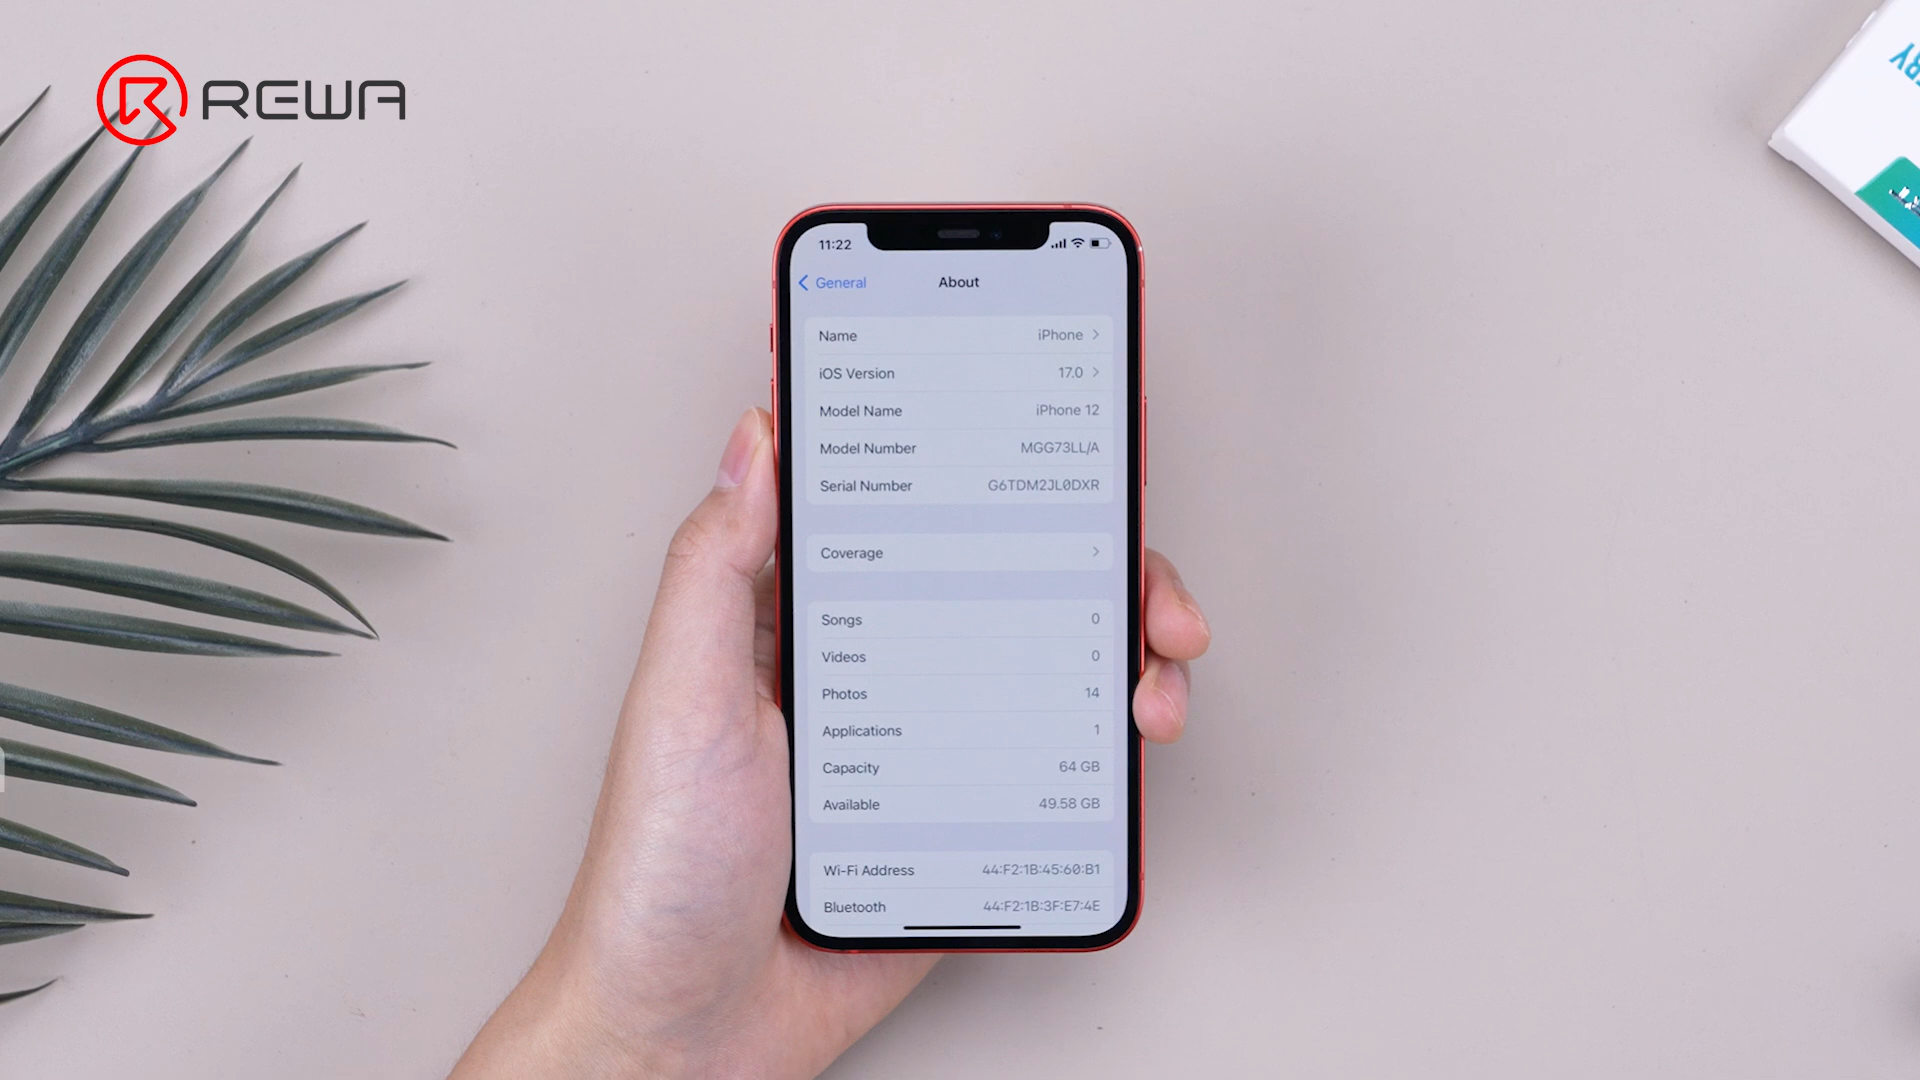 REWA
11:22
General
About
Name iPhone
iOS Version 17.0
Model Name iPhone 12
Model Number MGG73LL/A
Serial Number G6TDM2JL0DXR
Coverage
Songs 0
Videos 0
Photos 14
Applications 1
Capacity 64 GB
Available 49.58 GB
Wi-Fi Address 44:F2:1B:45:60:B1
Bluetooth 44:F2:1B:3F:E7:4E